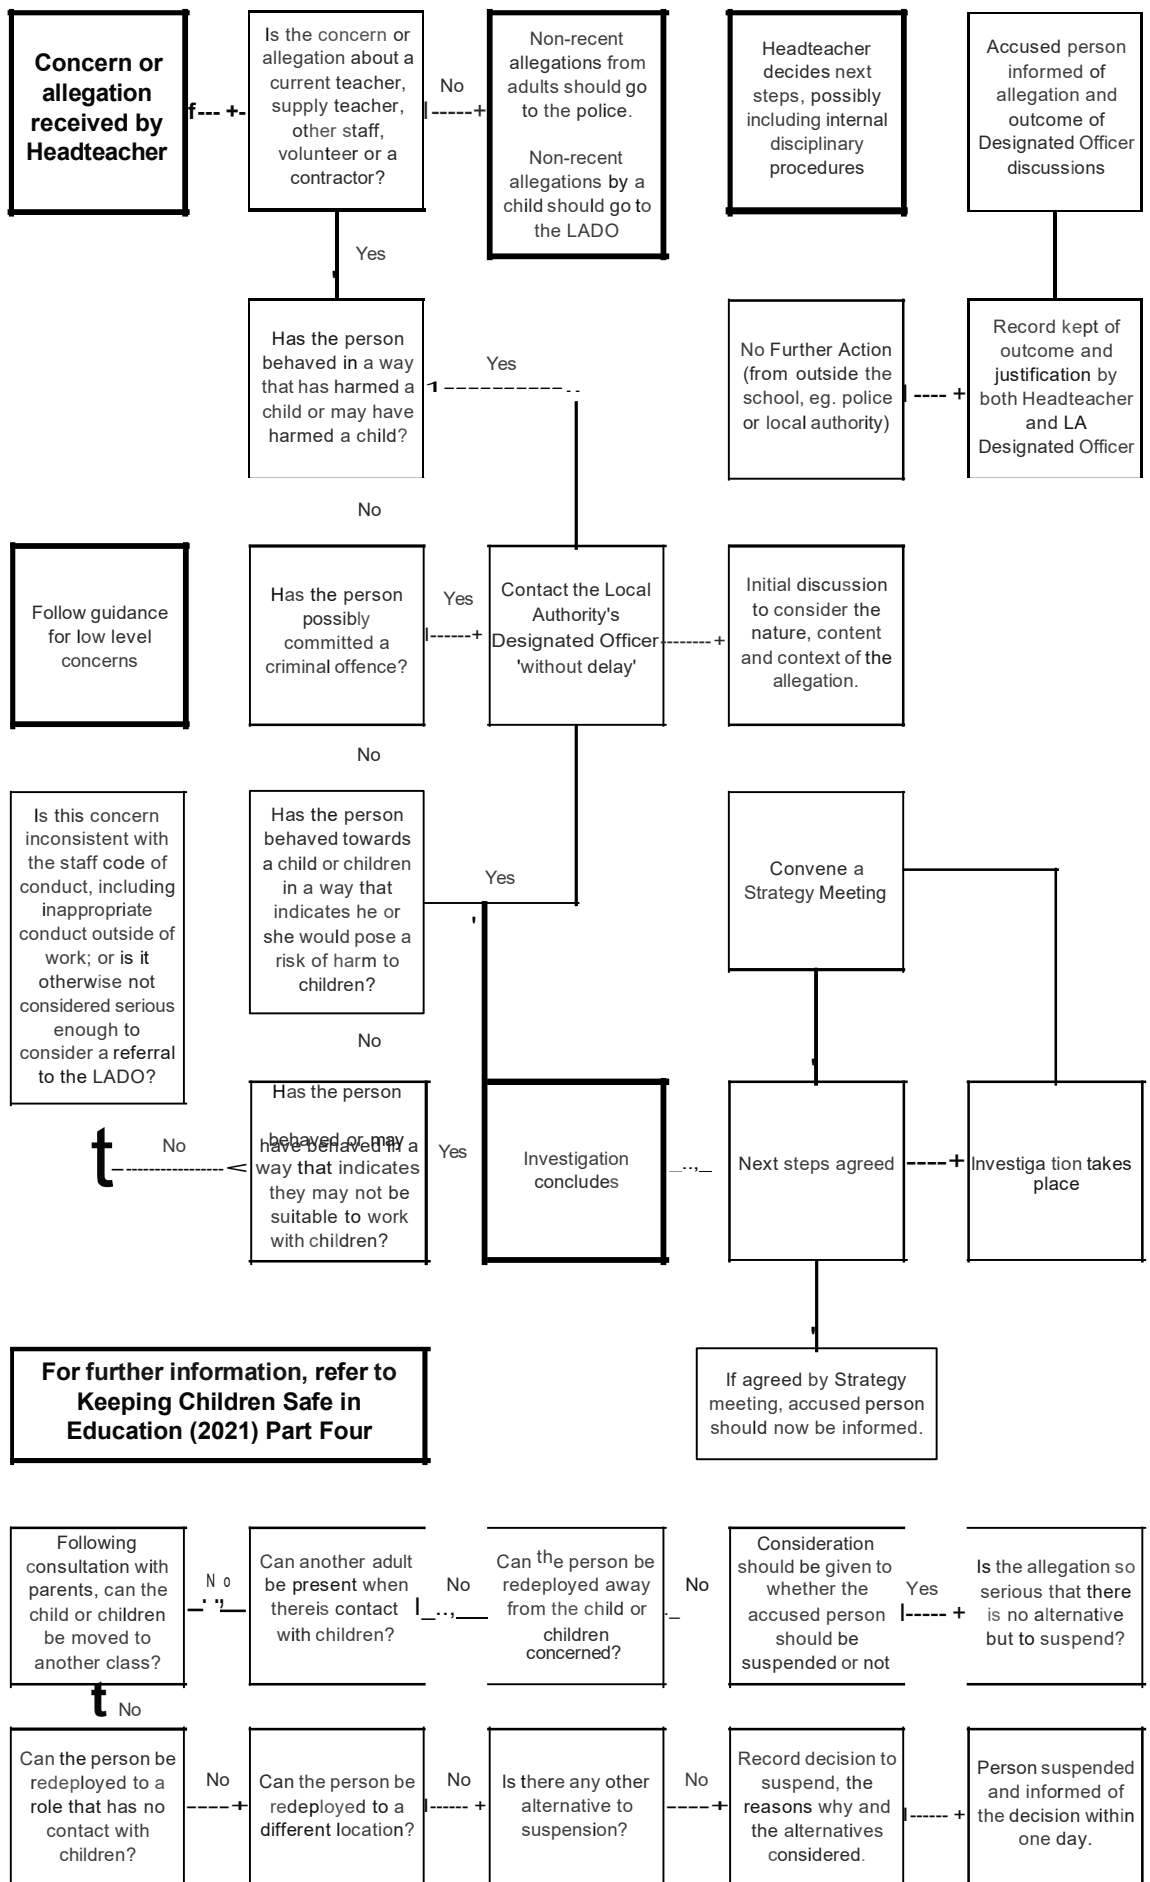 Concern or
allegation
received by
Headteacher
Is the concern or
allegation about a
current teacher,
supply teacher,
other staff,
volunteer or a
contractor?
No
Non-recent
allegations from
adults should go
to the police.
Non-recent
allegations by a
child should go to
the LADO
Headteacher
decides next
steps, possibly
including internal
disciplinary
procedures
Accused person
informed of
allegation and
outcome of
Designated Officer
discussions
Yes
Has the person
behaved in a way
that has harmed a
child or may have
harmed a child?
Yes
No Further Action
(from outside the
school, eg. police
or local authority)
Record kept of
outcome and
justification by
both Headteacher
and LA
Designated Officer
No
Follow guidance
for low level
concerns
Has the person
possibly
committed a
criminal offence?
Yes
Contact the Local
Authority's
Designated Officer
'without delay'
Initial discussion
to consider the
nature, content
and context of the
allegation.
No
Is this concern
inconsistent with
the staff code of
conduct, including
inappropriate
conduct outside of
work; or is it
otherwise not
considered serious
enough to
consider a referral
to the LADO?
Has the person
behaved towards
a child or children
in a way that
indicates he or
she would pose a
risk of harm to
children?
Yes
Convene a
Strategy Meeting
No
t
No
Has the person
behaved or may
have behaved in a
way that indicates
they may not be
suitable to work
with children?
Yes
Investigation
concludes
Next steps agreed
Investiga tion takes
place
For further information, refer to
Keeping Children Safe in
Education (2021) Part Four
If agreed by Strategy
meeting, accused person
should now be informed.
Following
consultation with
parents, can the
child or children
be moved to
another class?
No
Can another adult
be present when
thereis contact
with children?
No
Can the person be
redeployed away
from the child or
children
concerned?
No
Consideration
should be given to
whether the
accused person
should be
suspended or not
Yes
Is the allegation so
serious that there
is no alternative
but to suspend?
t No
Can the person be
redeployed to a
role that has no
contact with
children?
No
Can the person be
redeployed to a
different location?
No
Is there any other
alternative to
suspension?
No
Record decision to
suspend, the
reasons why and
the alternatives
considered.
Person suspended
and informed of
the decision within
one day.